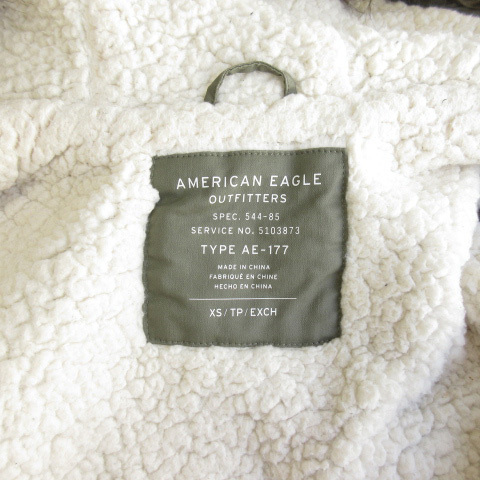 AMERICAN EAGLE
OUTFITTERS
SPEC. 544-85
SERVICE NO. 5103873
TYPE AE-177
MADE IN CHINA
FABRIQUÉ EN CHINE
HECHO EN CHINA
XS/TP/EXCH